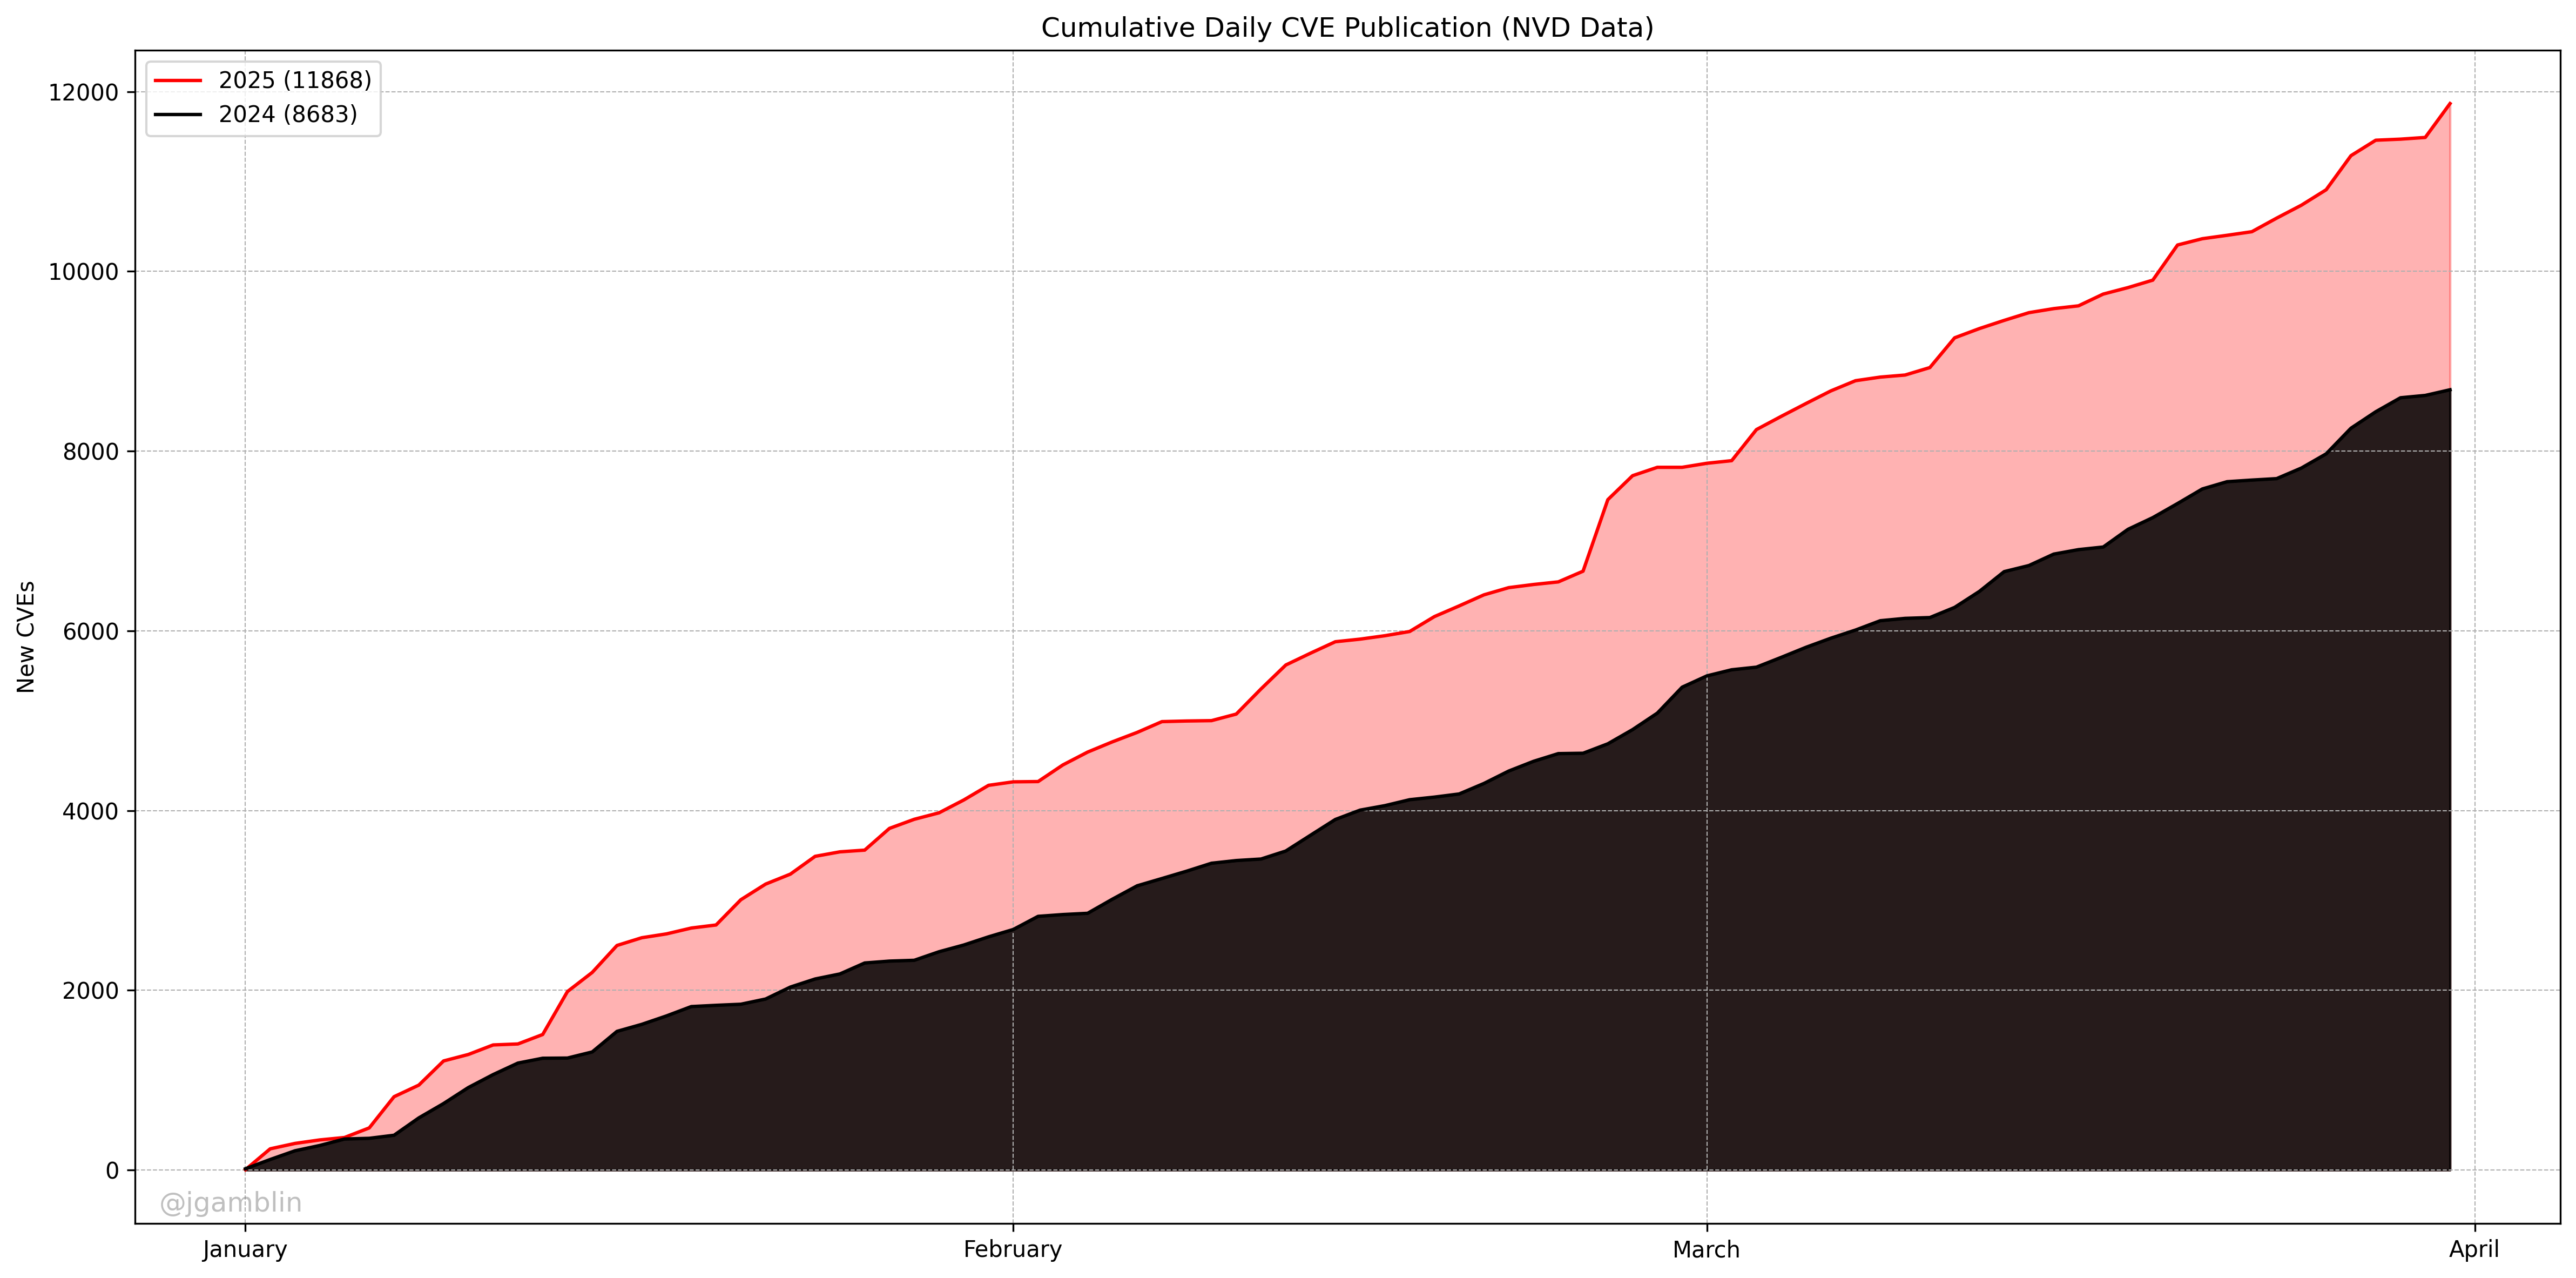 Cumulative Daily CVE Publication (NVD Data)
2025 (11868)
2024 (8683)
12000
10000
8000
6000
4000
2000
0
New CVEs
@jgamblin
January
February
March
April